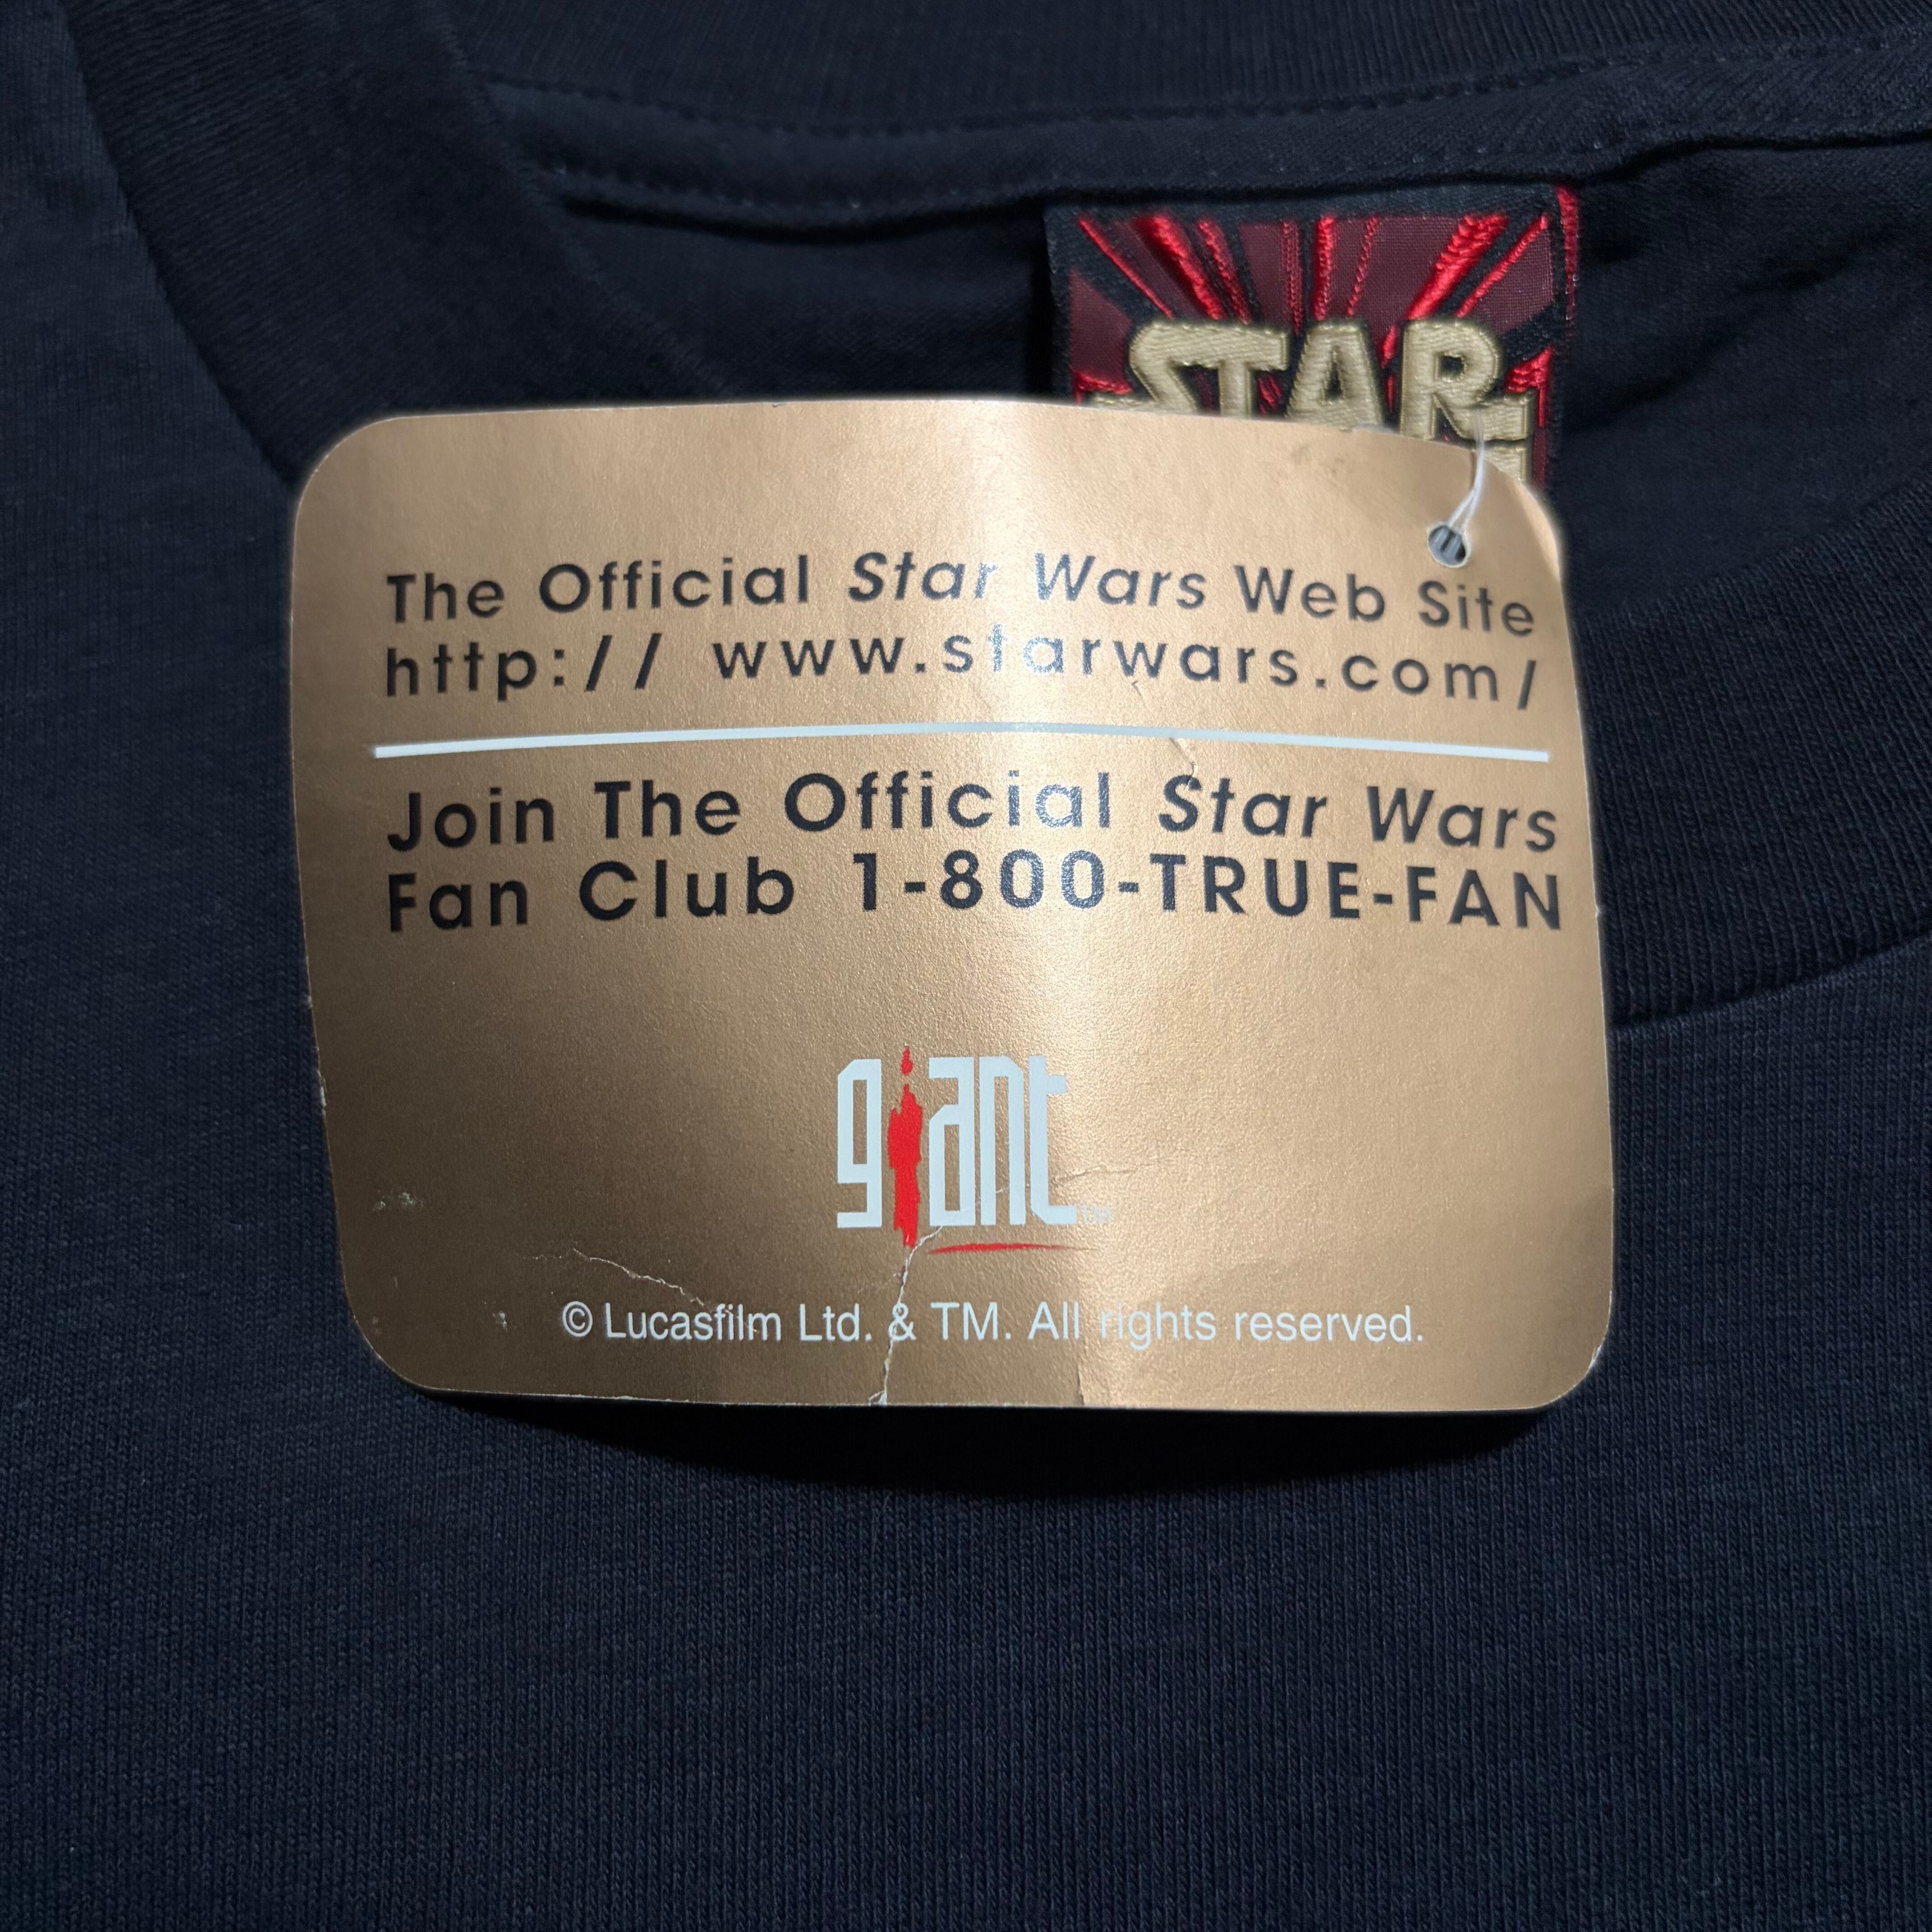 STAR
The Official Star Wars Web Site
http:// www.starwars.com/
Join The Official Star Wars
Fan Club 1-800-TRUE-FAN
giant™
© Lucasfilm Ltd. & TM. All rights reserved.